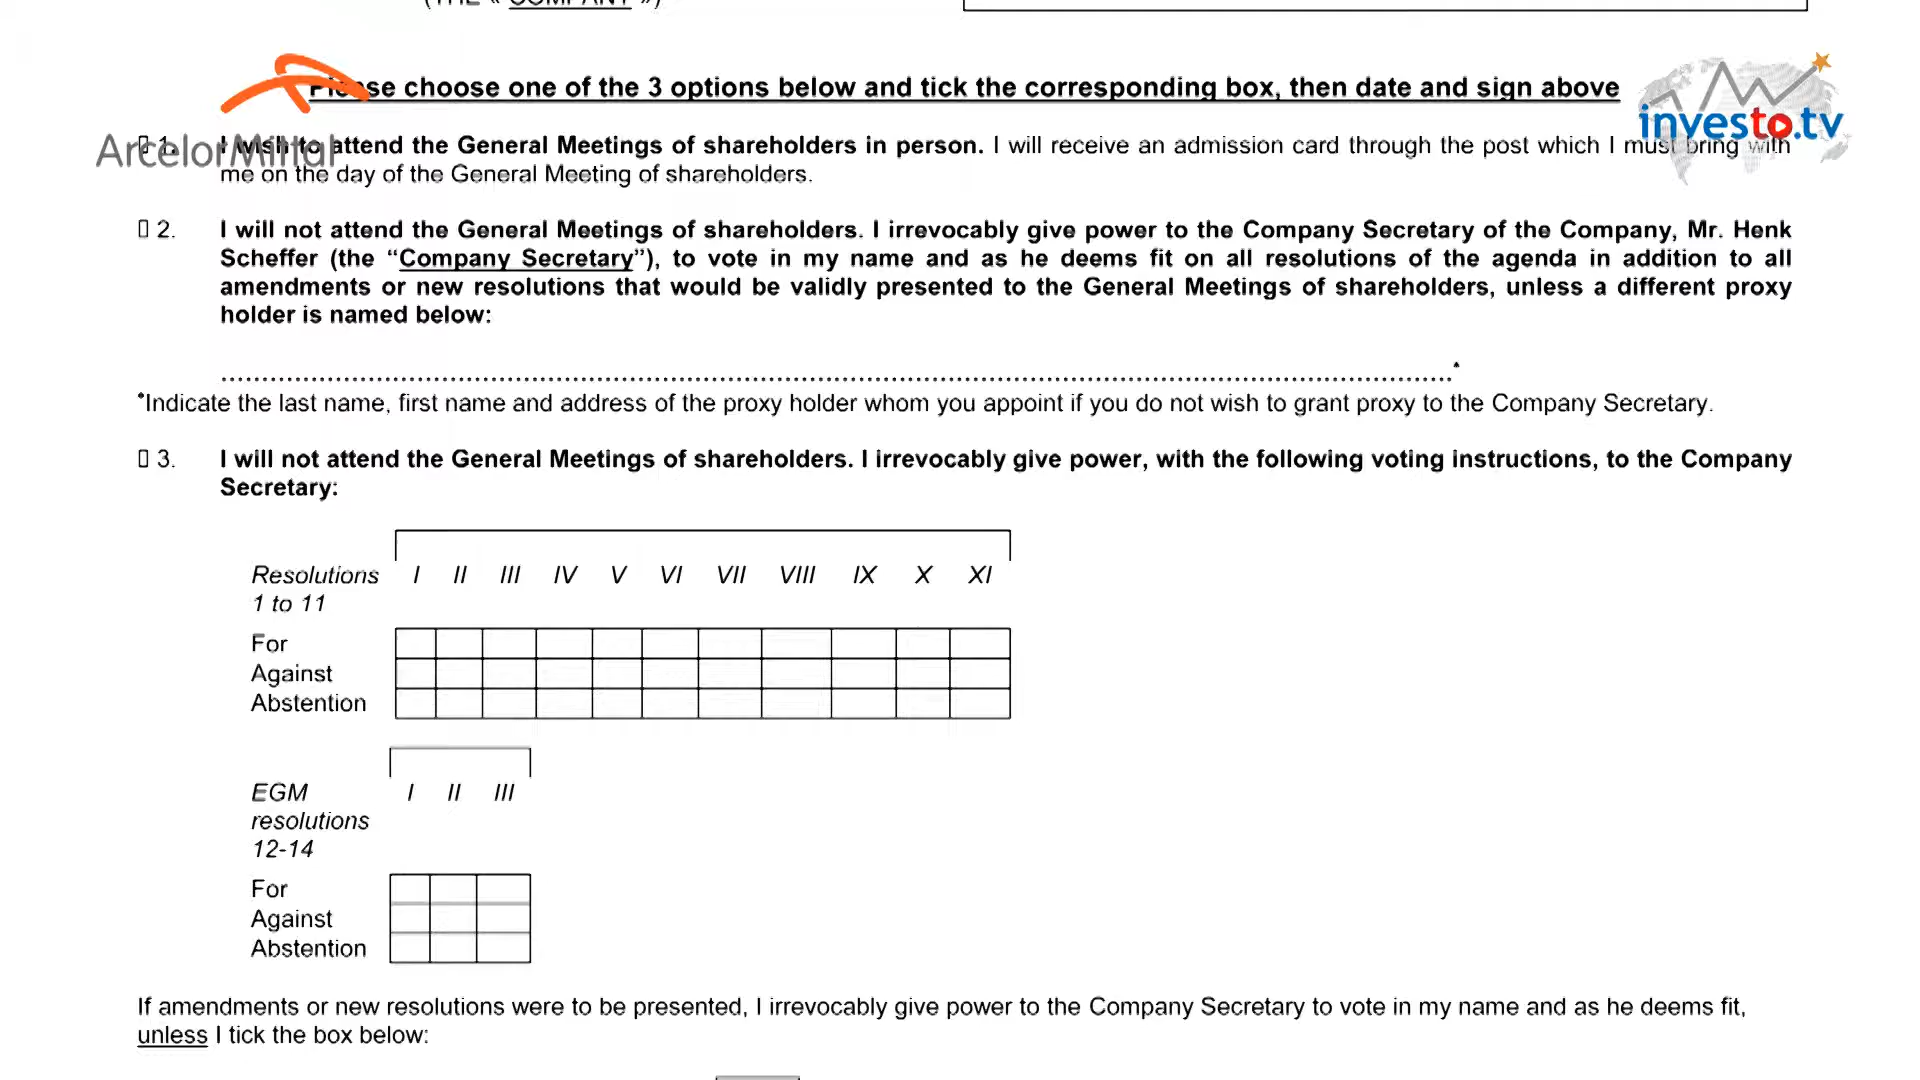 (THE « COMPANY »)
Please choose one of the 3 options below and tick the corresponding box, then date and sign above
ArcelorMittal
investo.tv
1. I wish to attend the General Meetings of shareholders in person. I will receive an admission card through the post which I must bring with
me on the day of the General Meeting of shareholders.
2. I will not attend the General Meetings of shareholders. I irrevocably give power to the Company Secretary of the Company, Mr. Henk
Scheffer (the “Company Secretary”), to vote in my name and as he deems fit on all resolutions of the agenda in addition to all
amendments or new resolutions that would be validly presented to the General Meetings of shareholders, unless a different proxy
holder is named below:
*
*Indicate the last name, first name and address of the proxy holder whom you appoint if you do not wish to grant proxy to the Company Secretary.
3. I will not attend the General Meetings of shareholders. I irrevocably give power, with the following voting instructions, to the Company
Secretary:
Resolutions I II III IV V VI VII VIII IX X XI
1 to 11
For
Against
Abstention
EGM I II III
resolutions
12-14
For
Against
Abstention
If amendments or new resolutions were to be presented, I irrevocably give power to the Company Secretary to vote in my name and as he deems fit,
unless I tick the box below: